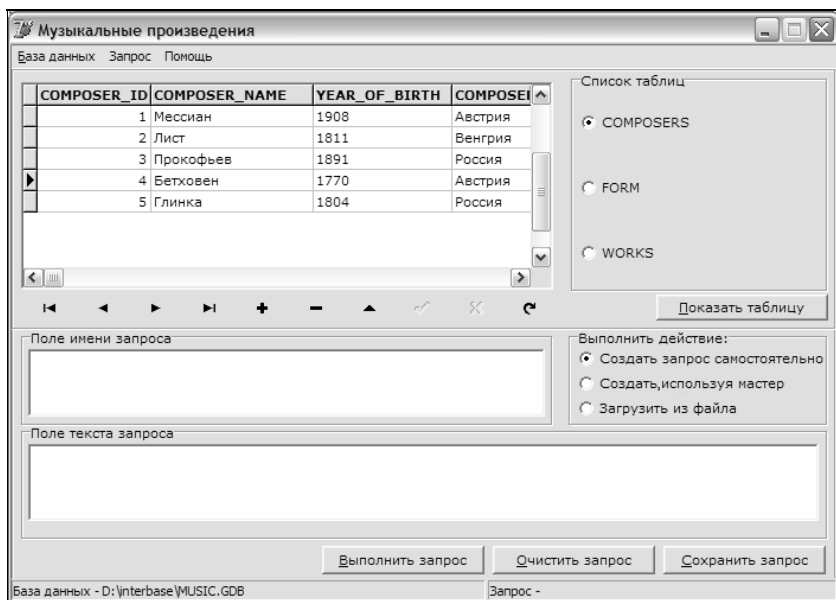 Музыкальные произведения
База данных Запрос Помощь
COMPOSER_ID COMPOSER_NAME YEAR_OF_BIRTH COMPOSE
1 Мессиан 1908 Австрия
2 Лист 1811 Венгрия
3 Прокофьев 1891 Россия
4 Бетховен 1770 Австрия
5 Глинка 1804 Россия
Список таблиц
COMPOSERS
FORM
WORKS
Показать таблицу
Поле имени запроса
Выполнить действие:
Создать запрос самостоятельно
Создать,используя мастер
Загрузить из файла
Поле текста запроса
Выполнить запрос Очистить запрос Сохранить запрос
База данных - D:\interbase\MUSIC.GDB Запрос -